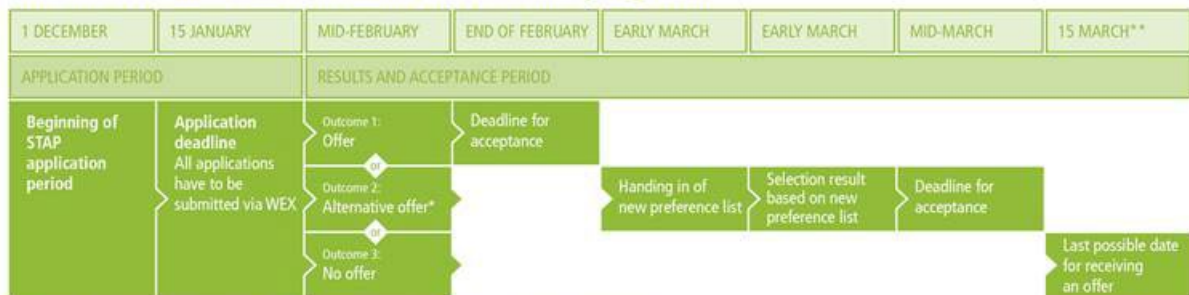 1 DECEMBER
15 JANUARY
MID-FEBRUARY
END OF FEBRUARY
EARLY MARCH
EARLY MARCH
MID-MARCH
15 MARCH**
APPLICATION PERIOD
RESULTS AND ACCEPTANCE PERIOD
Beginning of
STAP
application
period
Application
deadline
All applications
have to be
submitted via WEX
Outcome 1:
Offer
or
Outcome 2:
Alternative offer*
or
Outcome 3:
No offer
Deadline for
acceptance
Handing in of
new preference list
Selection result
based on new
preference list
Deadline for
acceptance
Last possible date
for receiving
an offer